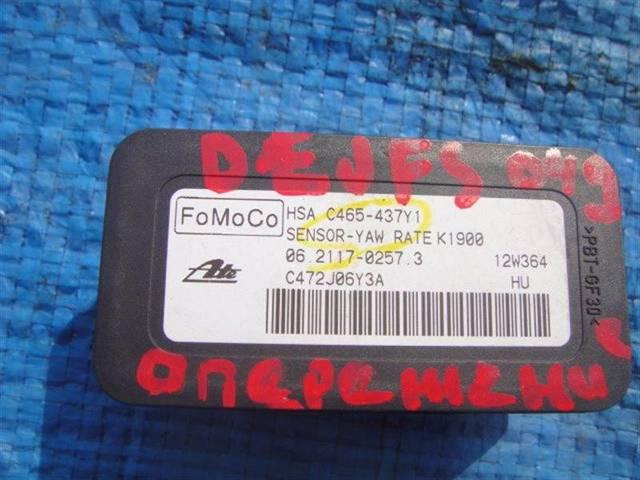 DEJFS 049
FoMoCo
HSA C465-437Y1
SENSOR-YAW RATE K1900
06.2117-0257.3 12W364
Ate C472J06Y3A HU
>PBT-GF30<
опережени